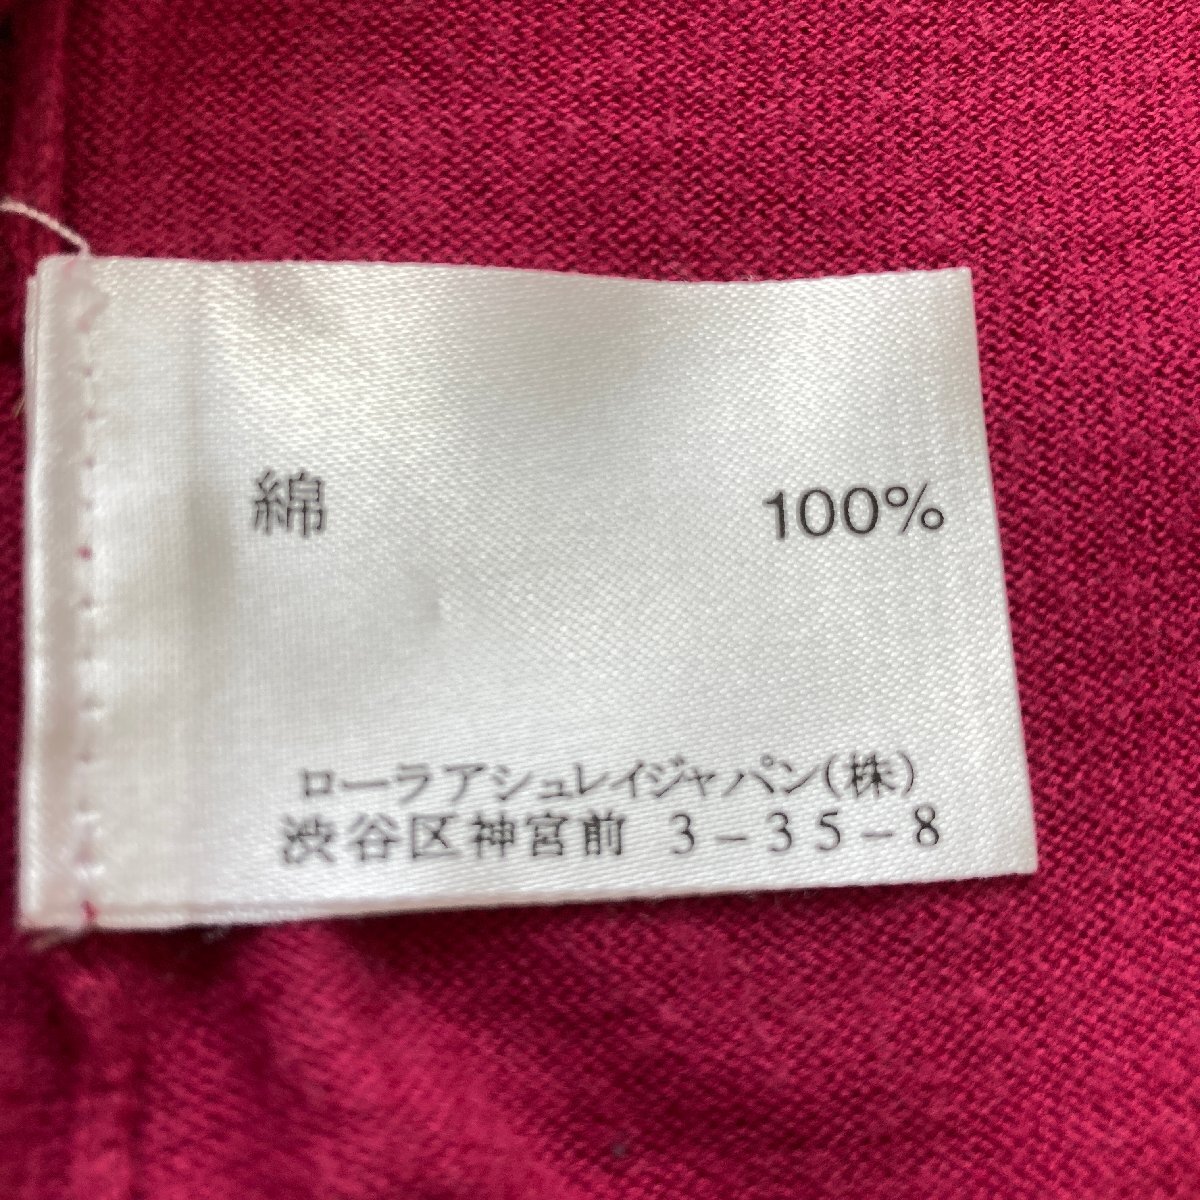 綿 100%
ローラアシュレイジャパン(株)
渋谷区神宮前 3-35-8